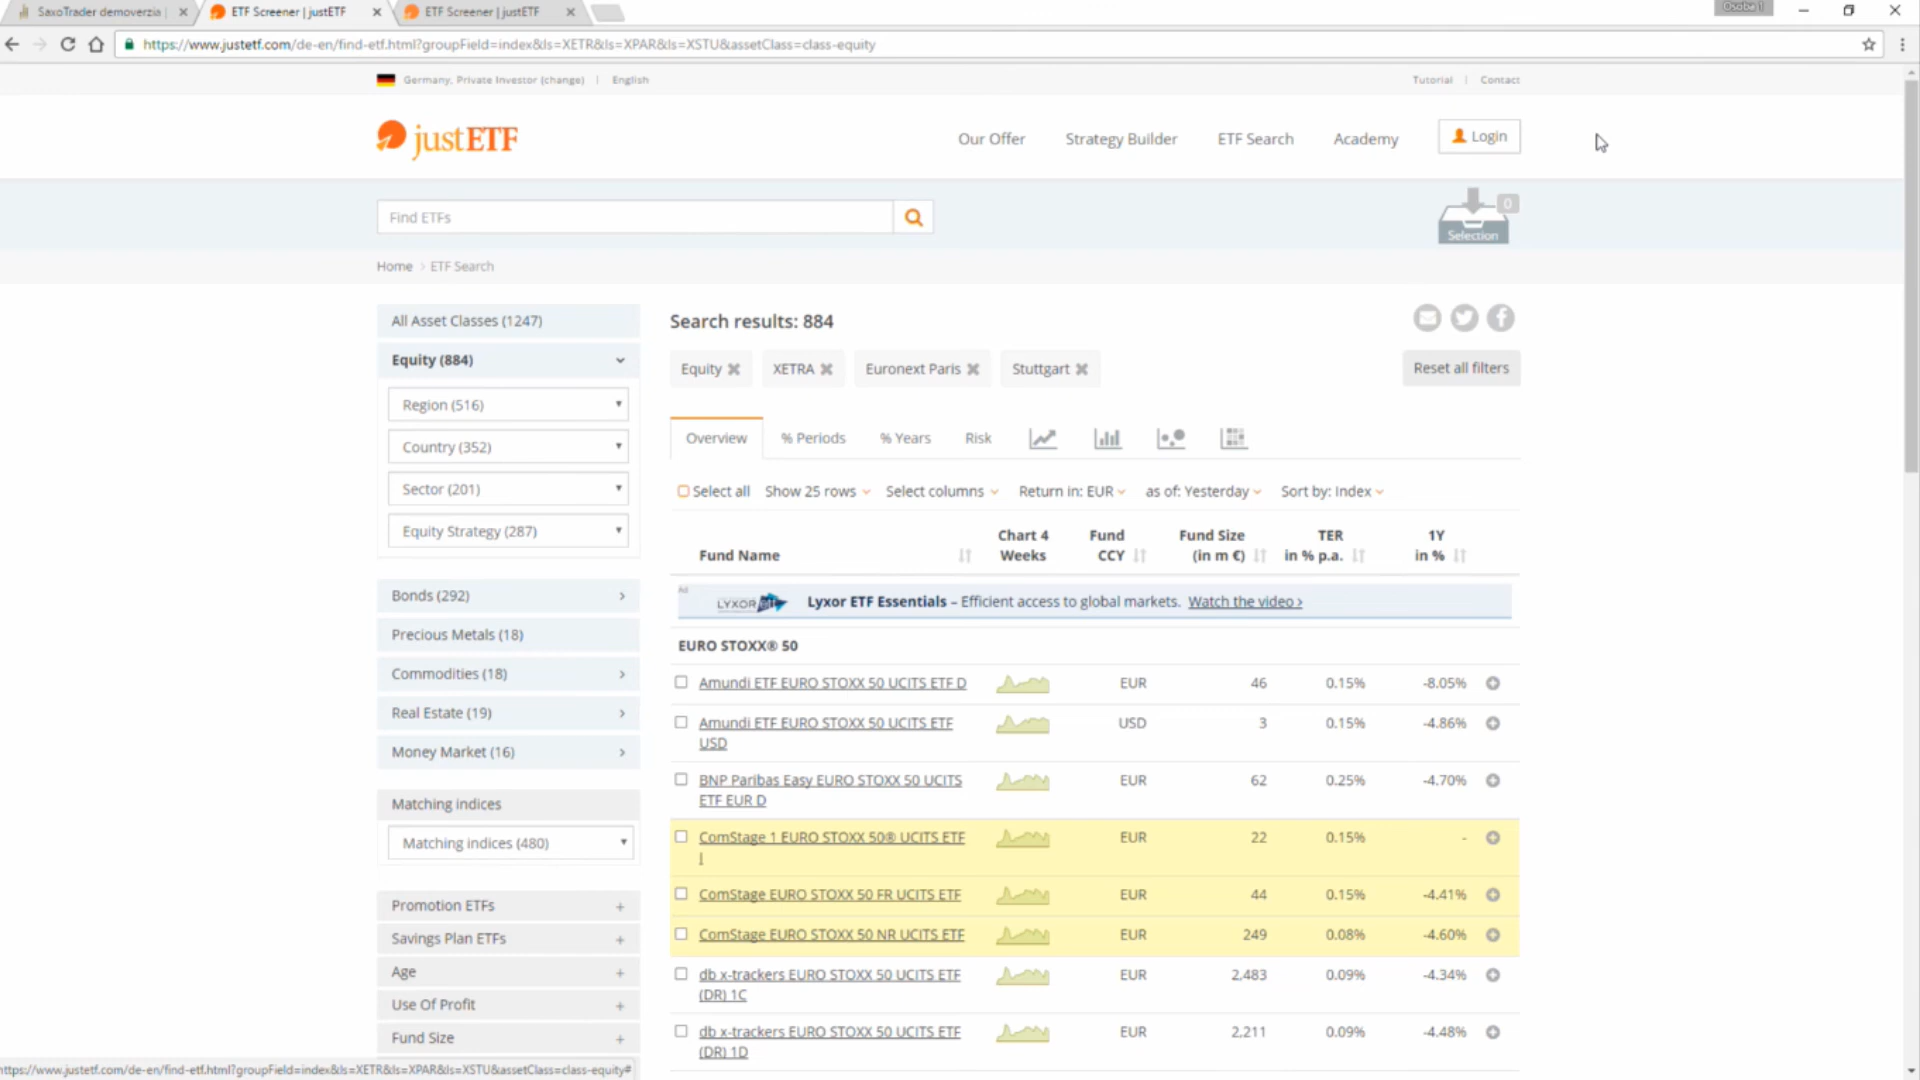 SaxoTrader demoverzia |
ETF Screener | justETF
ETF Screener | justETF
Osoba 1
https://www.justetf.com/de-en/find-etf.html?groupField=index&ls=XETR&ls=XPAR&ls=XSTU&assetClass=class-equity
Germany, Private Investor (change) | English
Tutorial | Contact
justETF
Our Offer Strategy Builder ETF Search Academy Login
Find ETFs
0
Selection
Home > ETF Search
All Asset Classes (1247)
Equity (884)
Region (516)
Country (352)
Sector (201)
Equity Strategy (287)
Bonds (292)
Precious Metals (18)
Commodities (18)
Real Estate (19)
Money Market (16)
Matching indices
Matching indices (480)
Promotion ETFs +
Savings Plan ETFs +
Age +
Use Of Profit +
Fund Size +
Search results: 884
Equity XETRA Euronext Paris Stuttgart
Reset all filters
Overview % Periods % Years Risk
Select all Show 25 rows Select columns Return in: EUR as of: Yesterday Sort by: Index
Fund Name Chart 4 Weeks Fund CCY Fund Size (in m €) TER in % p.a. 1Y in %
Ad
LYXOR ETF Lyxor ETF Essentials – Efficient access to global markets. Watch the video ›
EURO STOXX® 50
Amundi ETF EURO STOXX 50 UCITS ETF D EUR 46 0.15% -8.05%
Amundi ETF EURO STOXX 50 UCITS ETF USD 3 0.15% -4.86%
USD
BNP Paribas Easy EURO STOXX 50 UCITS EUR 62 0.25% -4.70%
ETF EUR D
ComStage 1 EURO STOXX 50® UCITS ETF EUR 22 0.15% -
I
ComStage EURO STOXX 50 FR UCITS ETF EUR 44 0.15% -4.41%
ComStage EURO STOXX 50 NR UCITS ETF EUR 249 0.08% -4.60%
db x-trackers EURO STOXX 50 UCITS ETF EUR 2,483 0.09% -4.34%
(DR) 1C
db x-trackers EURO STOXX 50 UCITS ETF EUR 2,211 0.09% -4.48%
(DR) 1D
https://www.justetf.com/de-en/find-etf.html?groupField=index&ls=XETR&ls=XPAR&ls=XSTU&assetClass=class-equity#